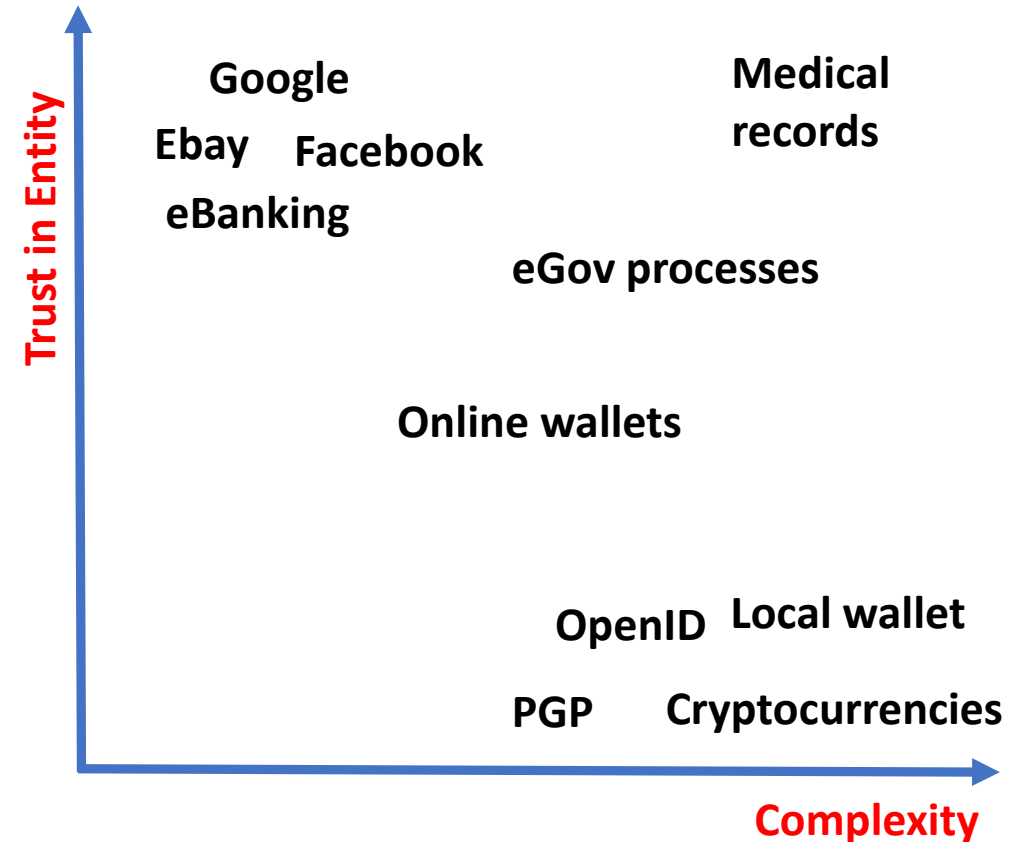 Trust in Entity
Google
Medical
records
Ebay
Facebook
eBanking
eGov processes
Online wallets
OpenID
Local wallet
PGP
Cryptocurrencies
Complexity